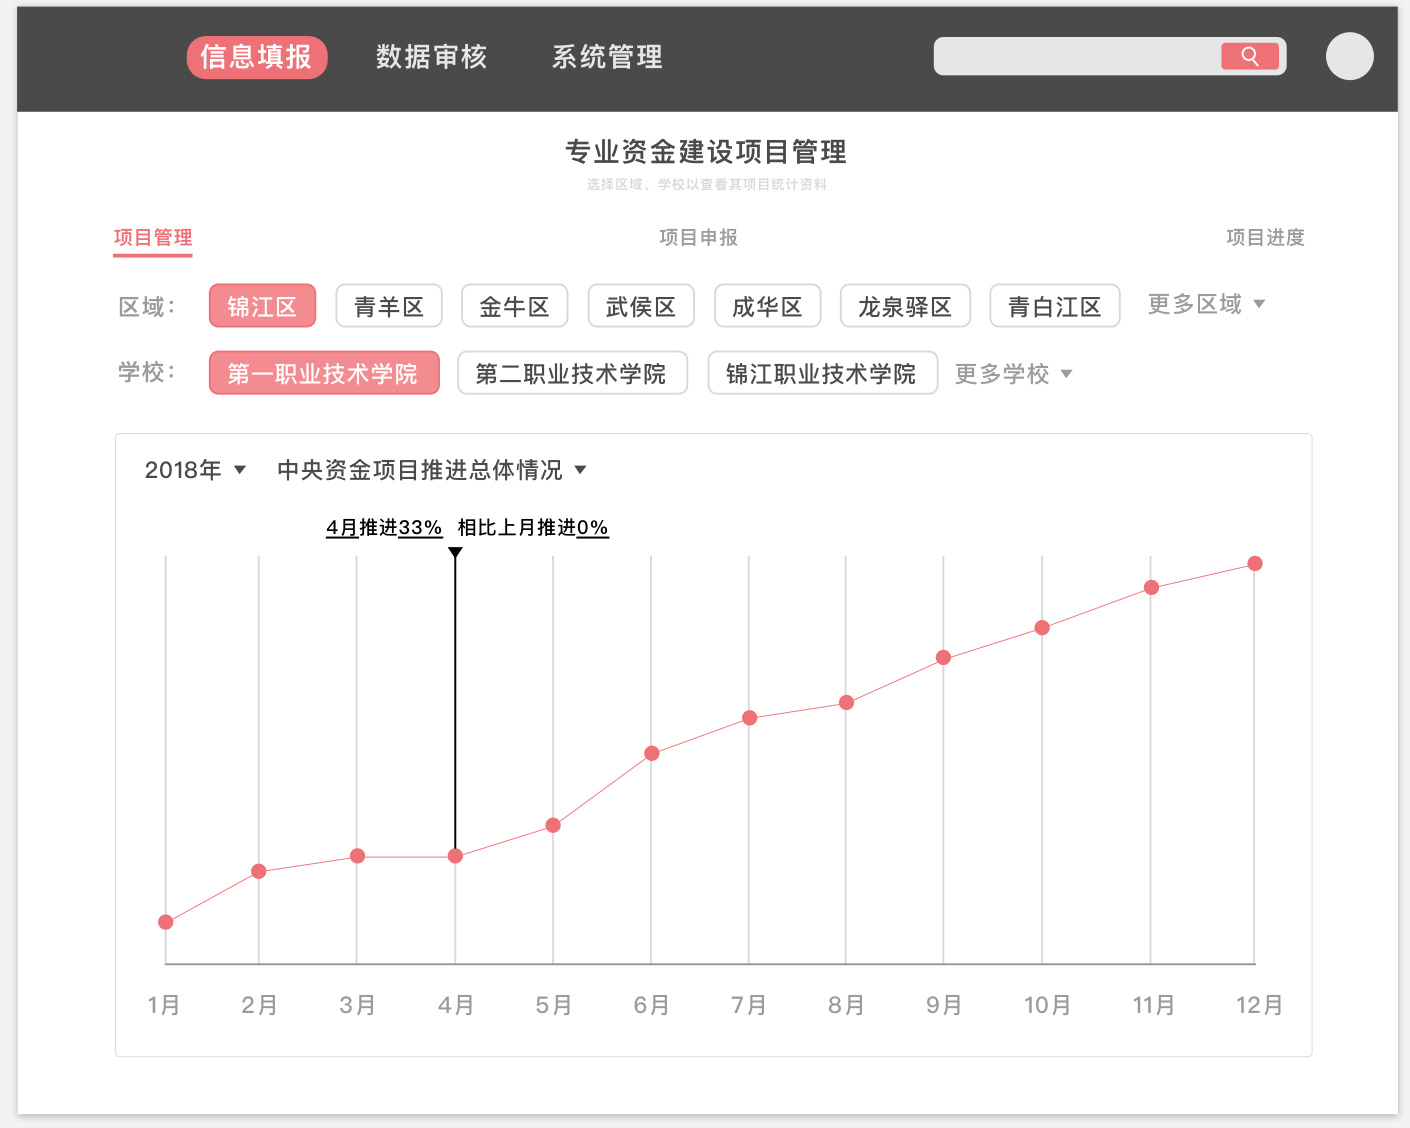 信息填报 数据审核 系统管理
专业资金建设项目管理
选择区域、学校以查看其项目统计资料
项目管理 项目申报 项目进度
区域： 锦江区 青羊区 金牛区 武侯区 成华区 龙泉驿区 青白江区 更多区域
学校： 第一职业技术学院 第二职业技术学院 锦江职业技术学院 更多学校
2018年 中央资金项目推进总体情况
4月推进33% 相比上月推进0%
1月 2月 3月 4月 5月 6月 7月 8月 9月 10月 11月 12月